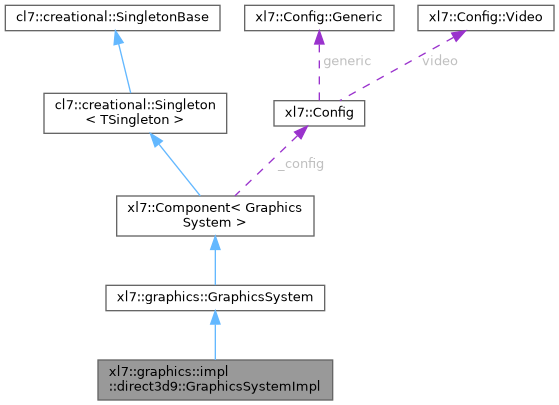 cl7::creational::SingletonBase
xl7::Config::Generic
xl7::Config::Video
generic
video
cl7::creational::Singleton
< TSingleton >
xl7::Config
_config
xl7::Component< Graphics
System >
xl7::graphics::GraphicsSystem
xl7::graphics::impl
::direct3d9::GraphicsSystemImpl